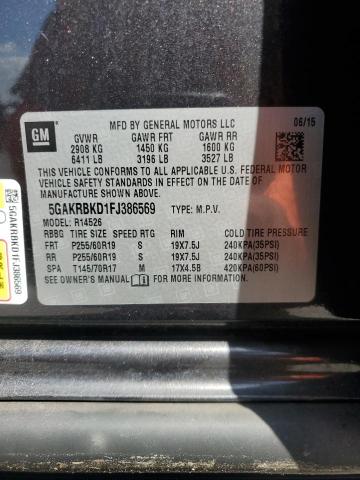 GM
MFD BY GENERAL MOTORS LLC 06/15
GVWR GAWR FRT GAWR RR
2908 KG 1450 KG 1600 KG
6411 LB 3196 LB 3527 LB
THIS VEHICLE CONFORMS TO ALL APPLICABLE U.S. FEDERAL
MOTOR VEHICLE SAFETY STANDARDS IN EFFECT ON THE DATE OF
MANUFACTURE SHOWN ABOVE.
5GAKRBKD1FJ386569 TYPE: M.P.V.
MODEL: R14526
RBBG TIRE SIZE SPEED RTG RIM COLD TIRE PRESSURE
FRT P255/60R19 S 19X7.5J 240KPA(35PSI)
RR P255/60R19 S 19X7.5J 240KPA(35PSI)
SPA T145/70R17 M 17X4.5B 420KPA(60PSI)
SEE OWNER'S MANUAL FOR MORE INFORMATION
5GAKRBKD1FJ386569